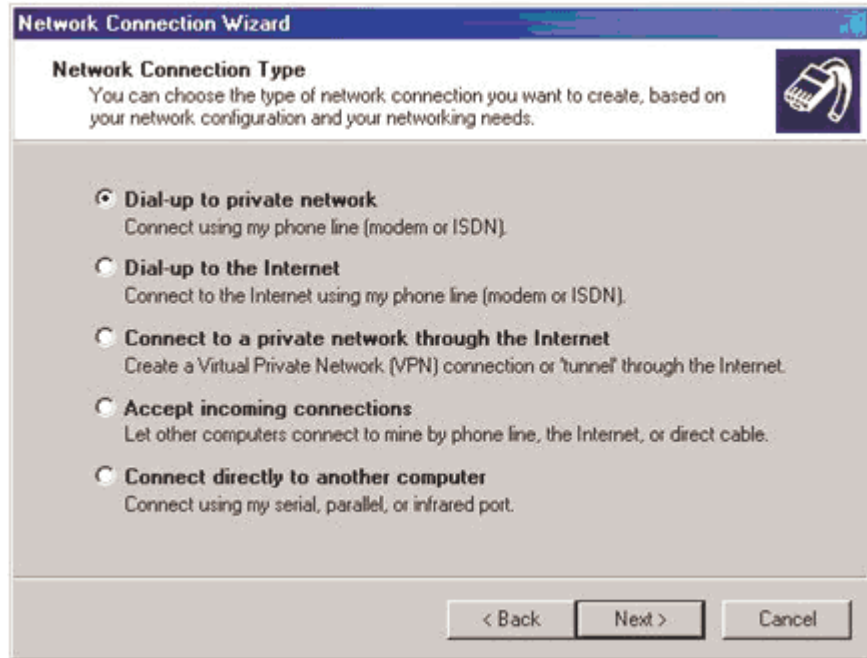 Network Connection Wizard
Network Connection Type
You can choose the type of network connection you want to create, based on
your network configuration and your networking needs.
Dial-up to private network
Connect using my phone line (modem or ISDN).
Dial-up to the Internet
Connect to the Internet using my phone line (modem or ISDN).
Connect to a private network through the Internet
Create a Virtual Private Network (VPN) connection or 'tunnel' through the Internet.
Accept incoming connections
Let other computers connect to mine by phone line, the Internet, or direct cable.
Connect directly to another computer
Connect using my serial, parallel, or infrared port.
< Back
Next >
Cancel